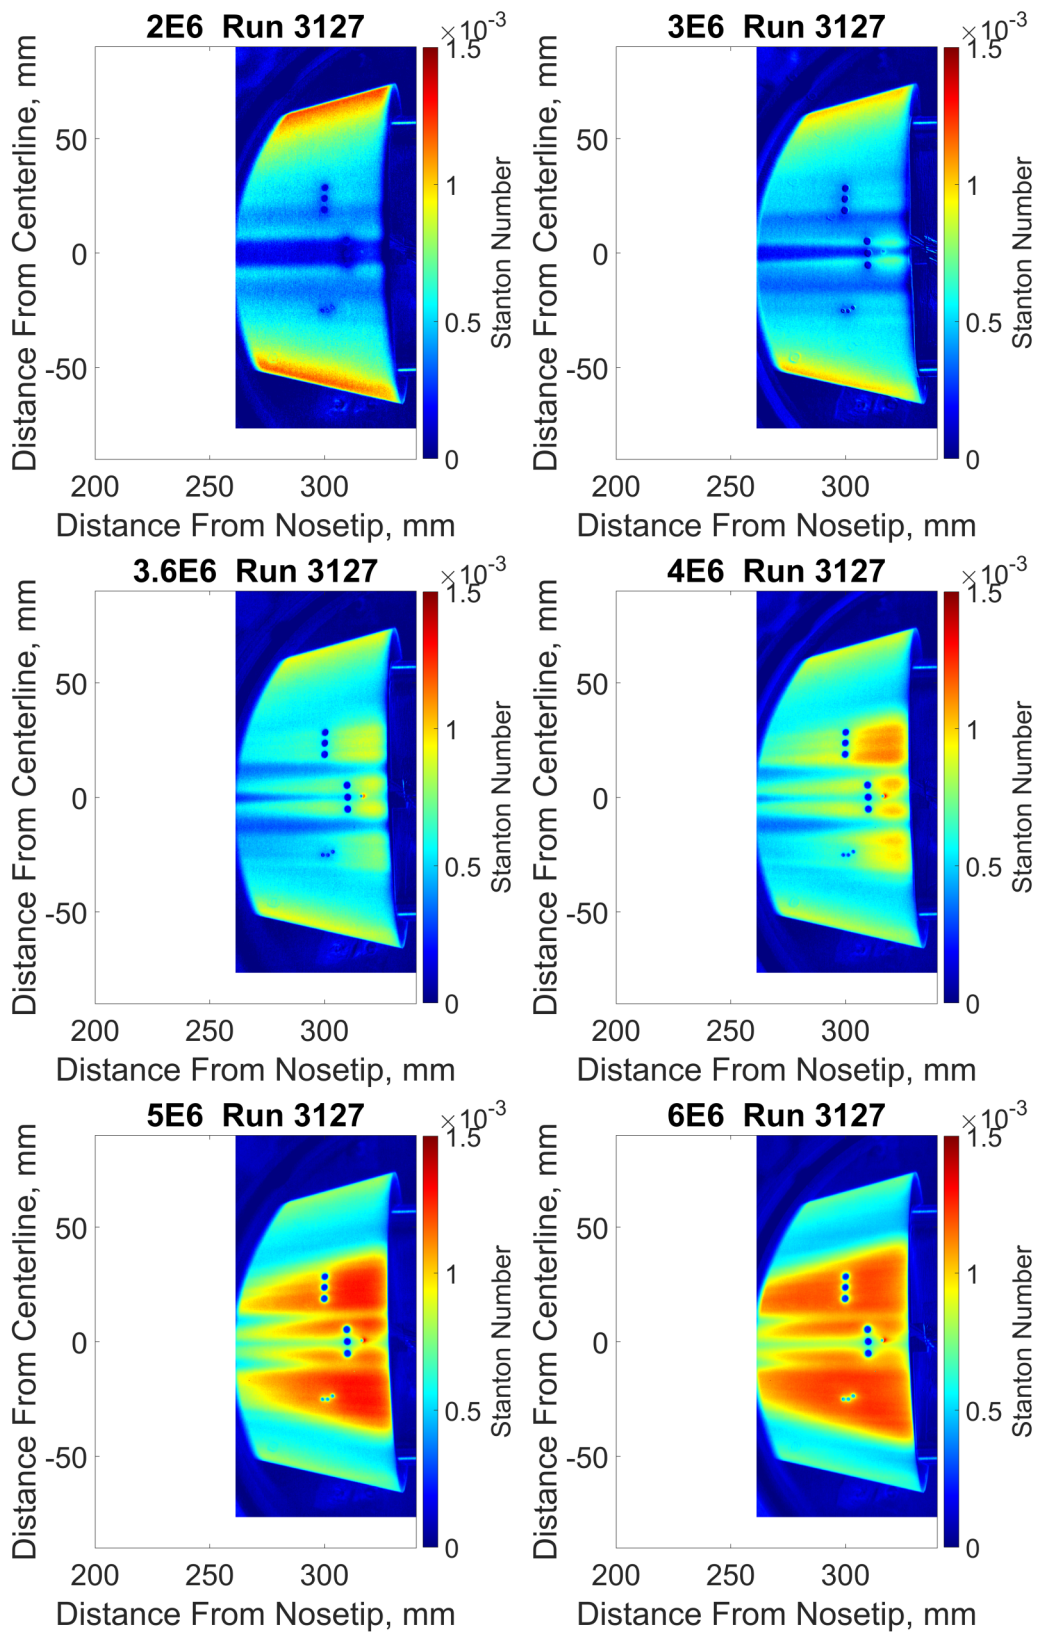 2E6  Run 3127
×10-3
1.5
1
0.5
0
Stanton Number
50
0
-50
Distance From Centerline, mm
200 250 300
Distance From Nosetip, mm
3E6  Run 3127
×10-3
1.5
1
0.5
0
Stanton Number
50
0
-50
Distance From Centerline, mm
200 250 300
Distance From Nosetip, mm
3.6E6  Run 3127
×10-3
1.5
1
0.5
0
Stanton Number
50
0
-50
Distance From Centerline, mm
200 250 300
Distance From Nosetip, mm
4E6  Run 3127
×10-3
1.5
1
0.5
0
Stanton Number
50
0
-50
Distance From Centerline, mm
200 250 300
Distance From Nosetip, mm
5E6  Run 3127
×10-3
1.5
1
0.5
0
Stanton Number
50
0
-50
Distance From Centerline, mm
200 250 300
Distance From Nosetip, mm
6E6  Run 3127
×10-3
1.5
1
0.5
0
Stanton Number
50
0
-50
Distance From Centerline, mm
200 250 300
Distance From Nosetip, mm